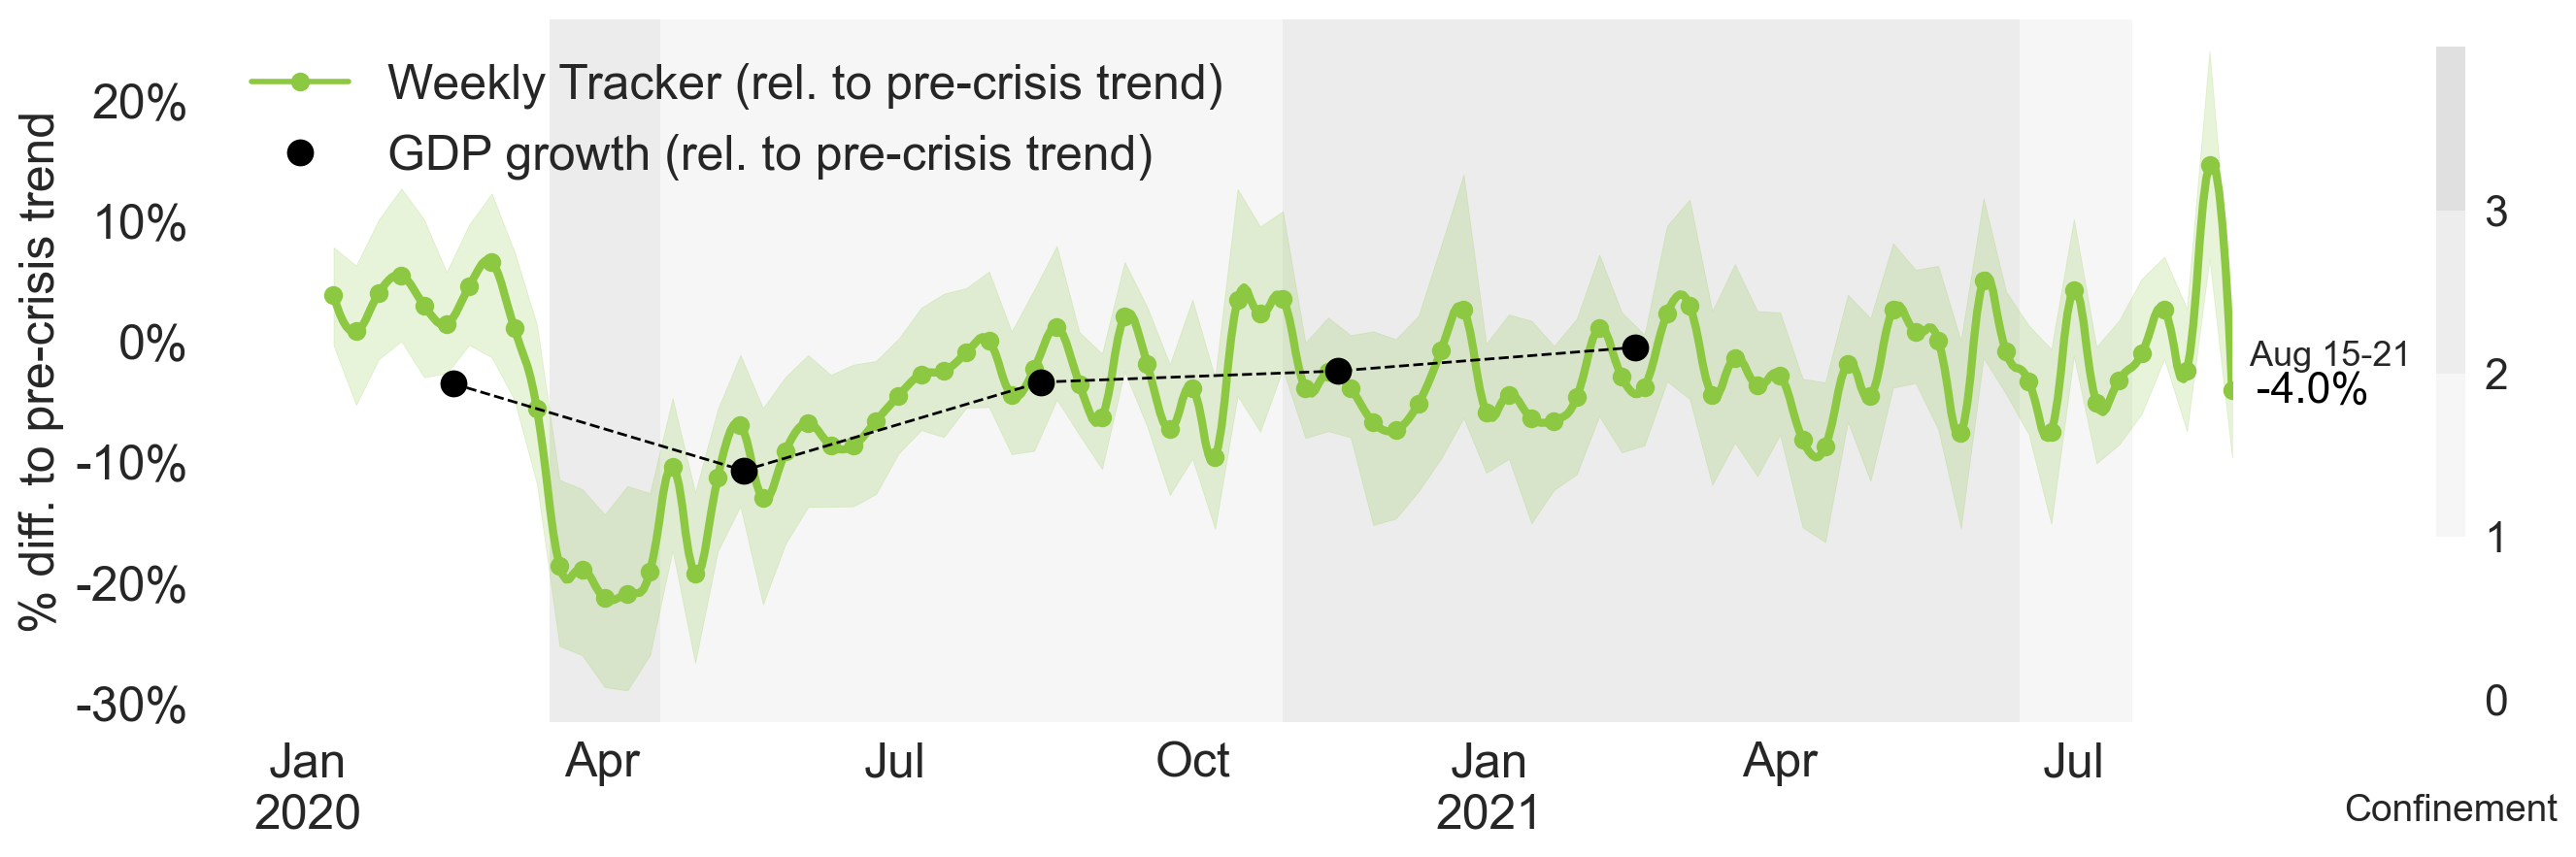 Weekly Tracker (rel. to pre-crisis trend)
GDP growth (rel. to pre-crisis trend)
% diff. to pre-crisis trend
20%
10%
0%
-10%
-20%
-30%
Jan
2020
Apr
Jul
Oct
Jan
2021
Apr
Jul
Aug 15-21
-4.0%
3
2
1
0
Confinement